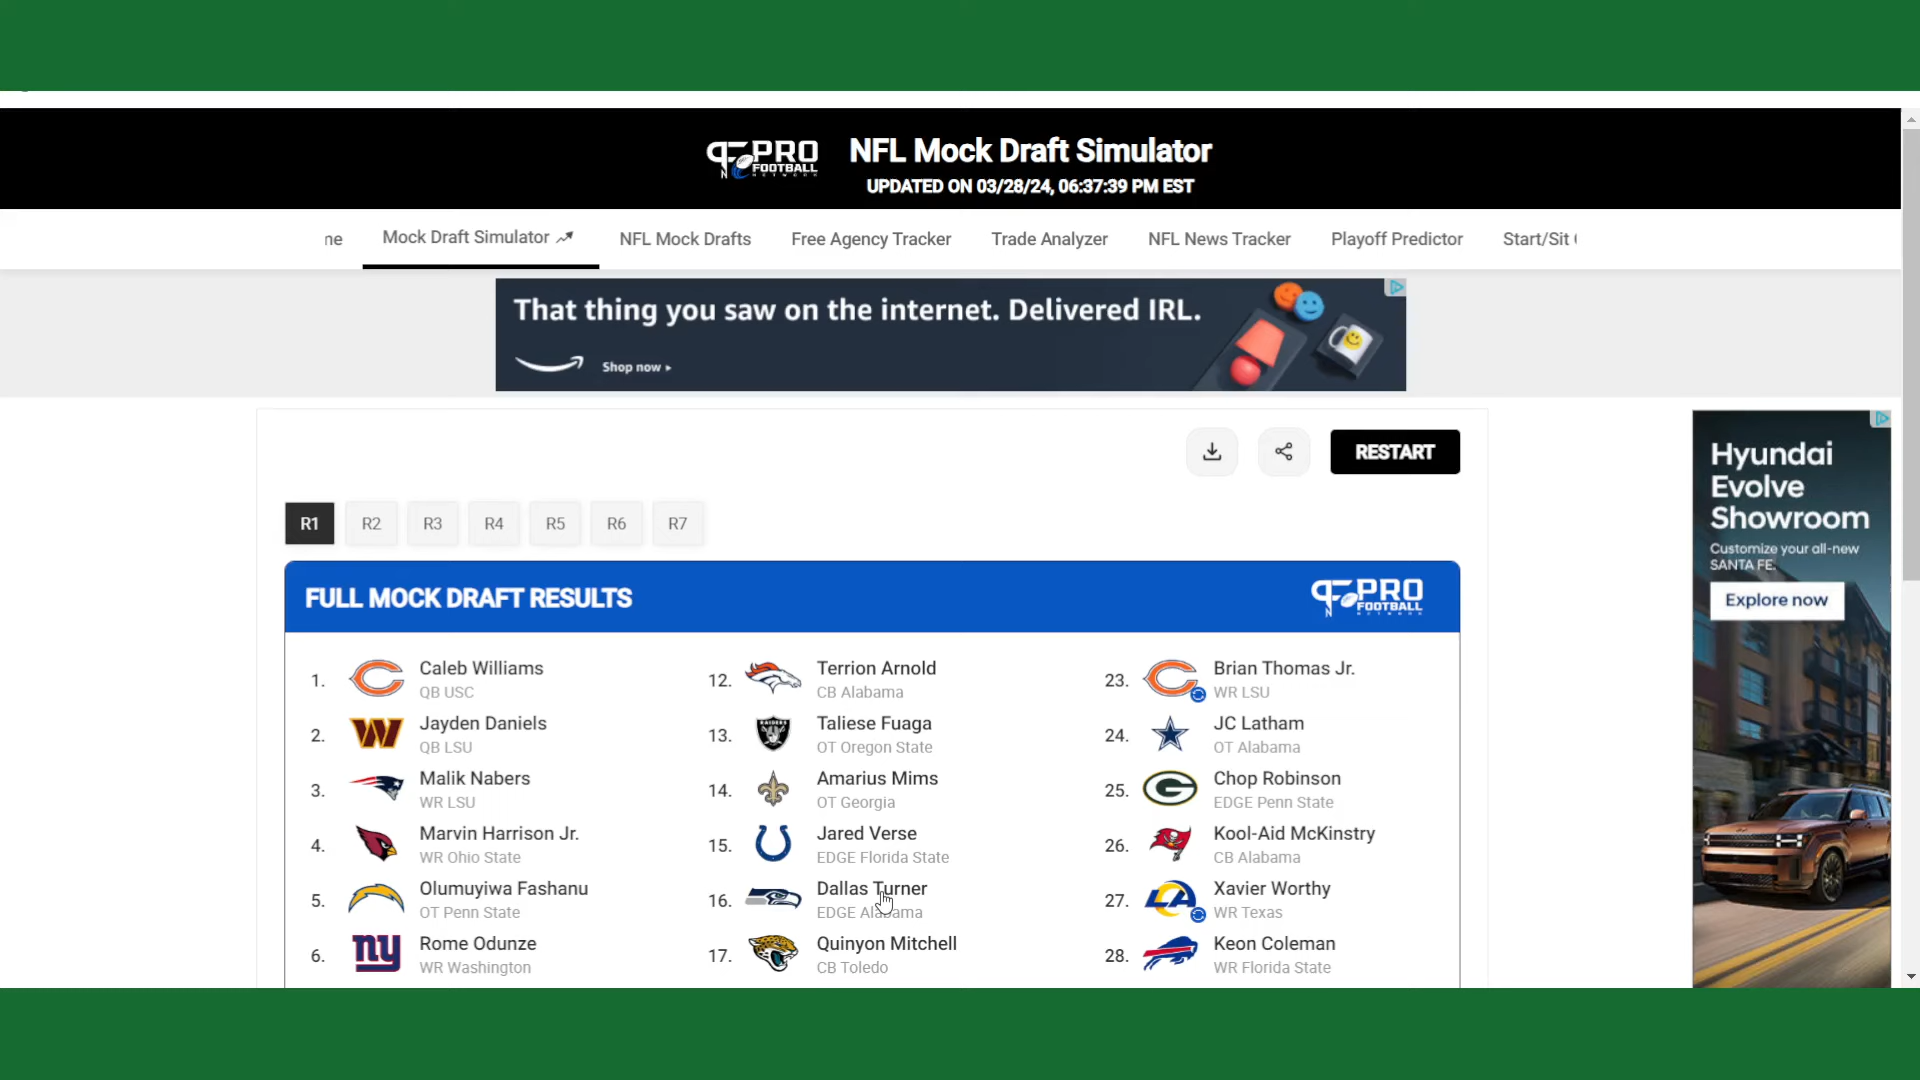 PRO
FOOTBALL
NETWORK
NFL Mock Draft Simulator
UPDATED ON 03/28/24, 06:37:39 PM EST
ne
Mock Draft Simulator
NFL Mock Drafts
Free Agency Tracker
Trade Analyzer
NFL News Tracker
Playoff Predictor
Start/Sit
That thing you saw on the internet. Delivered IRL.
Shop now ▸
RESTART
R1
R2
R3
R4
R5
R6
R7
FULL MOCK DRAFT RESULTS
PRO
FOOTBALL
NETWORK
1.
Caleb Williams
QB USC
2.
Jayden Daniels
QB LSU
3.
Malik Nabers
WR LSU
4.
Marvin Harrison Jr.
WR Ohio State
5.
Olumuyiwa Fashanu
OT Penn State
6.
ny
Rome Odunze
WR Washington
12.
Terrion Arnold
CB Alabama
13.
RAIDERS
Taliese Fuaga
OT Oregon State
14.
Amarius Mims
OT Georgia
15.
Jared Verse
EDGE Florida State
16.
Dallas Turner
EDGE Alabama
17.
Quinyon Mitchell
CB Toledo
23.
Brian Thomas Jr.
WR LSU
24.
JC Latham
OT Alabama
25.
Chop Robinson
EDGE Penn State
26.
Kool-Aid McKinstry
CB Alabama
27.
LA
Xavier Worthy
WR Texas
28.
Keon Coleman
WR Florida State
Hyundai
Evolve
Showroom
Customize your all-new
SANTA FE.
Explore now